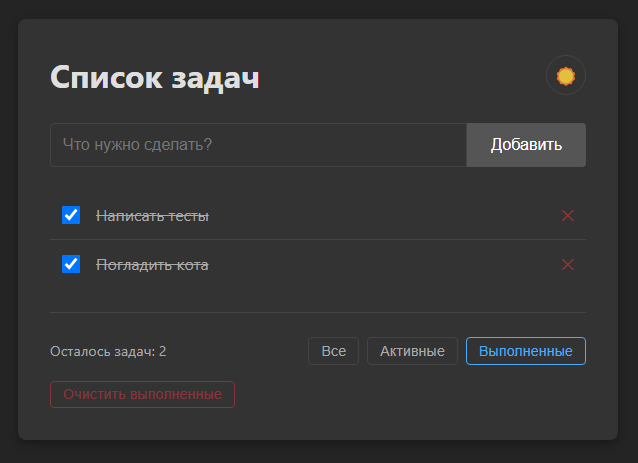 Список задач
Что нужно сделать?
Добавить
Написать тесты
Погладить кота
Осталось задач: 2
Все
Активные
Выполненные
Очистить выполненные